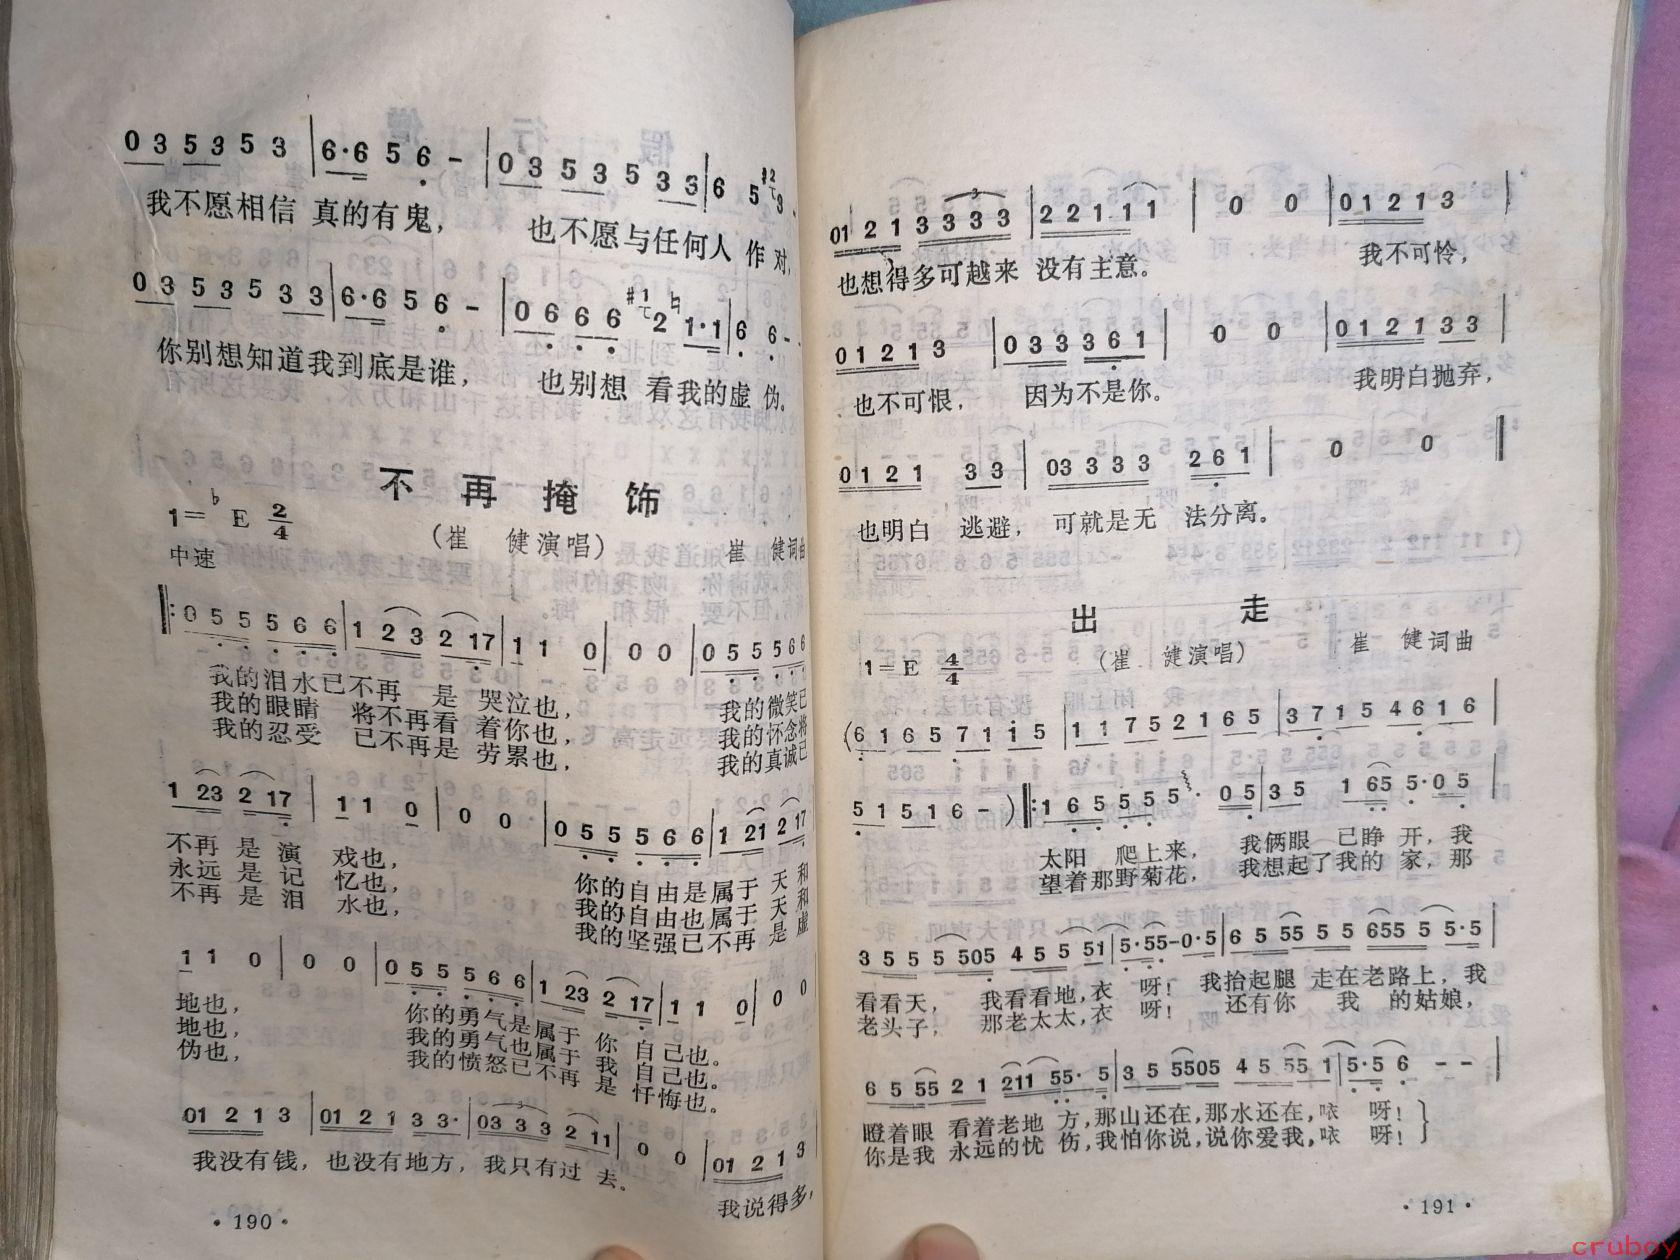 0 3 5 3 5 3 | 6·6 5 6 - | 0 3 5 3 5 3 3 | 6 5 3 -
我不愿相信 真的有鬼， 也不愿与任何人 作 对，
0 3 5 3 5 3 3 | 6·6 5 6 - | 0 6 6 6 2 1·1 | 6 6 -
你别想知道我到底是谁， 也别想 看我的虚 伪。
不再掩饰
1=♭E 2/4
（崔 健演唱） 崔 健词曲
中速
0 5 5 5 6 6 | 1 2 3 2 1 7 | 1 1 0 | 0 0 | 0 5 5 5 6 6
我的泪水已不再 是 哭泣也， 我的微笑已
我的眼睛 将不再看 着你也， 我的怀念将
我的忍受 已不再是 劳累也， 我的真诚已
1 23 2 17 | 1 1 0 | 0 0 | 0 5 5 5 6 6 | 1 21 2 17
不再 是 演 戏也， 你的自由是属于 天 和
永远 是 记 忆也， 我的自由也属于 天 和
不再 是 泪 水也， 我的坚强已不再 是 虚
1 1 0 | 0 0 | 0 5 5 5 6 6 | 1 23 2 17 | 1 1 0 | 0 0
地也， 你的勇气是属于 你 自己也。
地也， 我的勇气也属于 我 自己也。
伪也， 我的愤怒已不再 是 忏悔也。
01 2 1 3 | 01 2 1 3 3· | 03 3 3 2 11 | 0 0 | 01 2 1 3
我没有钱， 也没有地方， 我只有过 去。
我说得多，
·190·
01 2 1 3 3 3 3 | 2 2 1 1 1 | 0 0 | 0 1 2 1 3 |
也想得多可越来 没有主意。 我不可怜，
0 1 2 1 3 | 0 3 3 3 6 1 | 0 0 | 0 1 2 1 3 3 |
也不可恨， 因为不是你。 我明白抛弃，
0 1 2 1 3 3 | 03 3 3 3 2 6 1 | 0 0
也明白 逃避， 可就是无 法分离。
出走
1=E 4/4 （崔 健演唱） 崔 健词曲
(6 1 6 5 7 1 i 5 | 1 1 7 5 2 1 6 5 | 3 7 1 5 4 6 1 6 |
5 1 5 1 6 - ) 1 6 5 5 5 5· 0 5 | 3 5 1 65 5·0 5 |
太阳 爬上来， 我俩眼 已睁 开，我
望着那野菊花， 我想起了我的 家，那
3 5 5 5 505 4 5 5 51 | 5·55-0·5 | 6 5 55 5 5 655 5 5·5 |
看看天， 我看看地，衣 呀！ 我抬起腿 走在老路上，我
老头子， 那老太太，衣 呀！ 还有你 我 的姑娘，
6 5 55 2 1 211 55· 5 | 3 5 5505 4 5 55 1 | 5·5 6 - - |
瞪着眼 看着老地 方，那山还在，那水还在，咴 呀！
你是我 永远的忧 伤，我怕你说，说你爱我，咴 呀！
·191·
cruboy